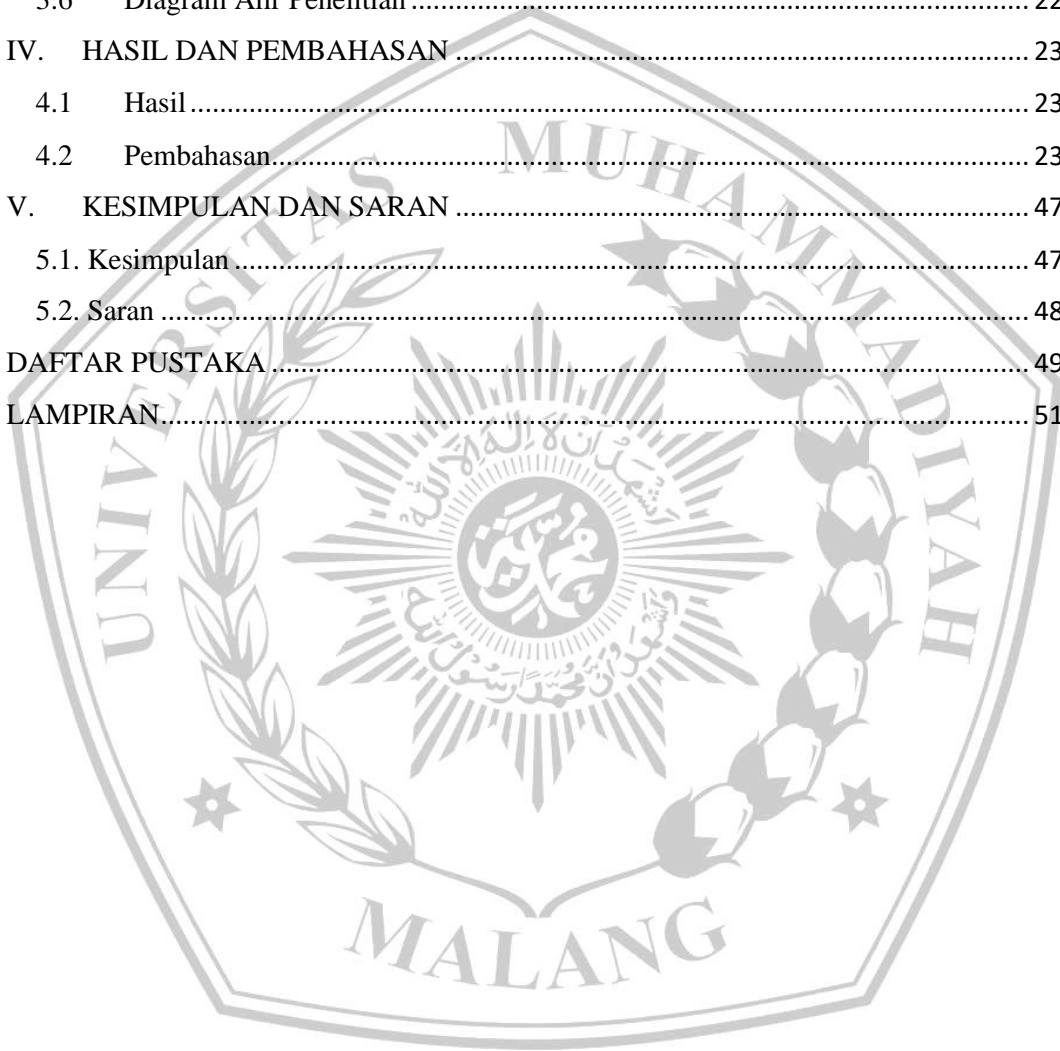 3.6 Diagram Alir Penelitian ........................................ 22
IV. HASIL DAN PEMBAHASAN ........................................ 23
4.1 Hasil ........................................ 23
4.2 Pembahasan ........................................ 23
V. KESIMPULAN DAN SARAN ........................................ 47
5.1. Kesimpulan ........................................ 47
5.2. Saran ........................................ 48
DAFTAR PUSTAKA ........................................ 49
LAMPIRAN ........................................ 51
UNIVERSITAS MUHAMMADIYAH
MALANG